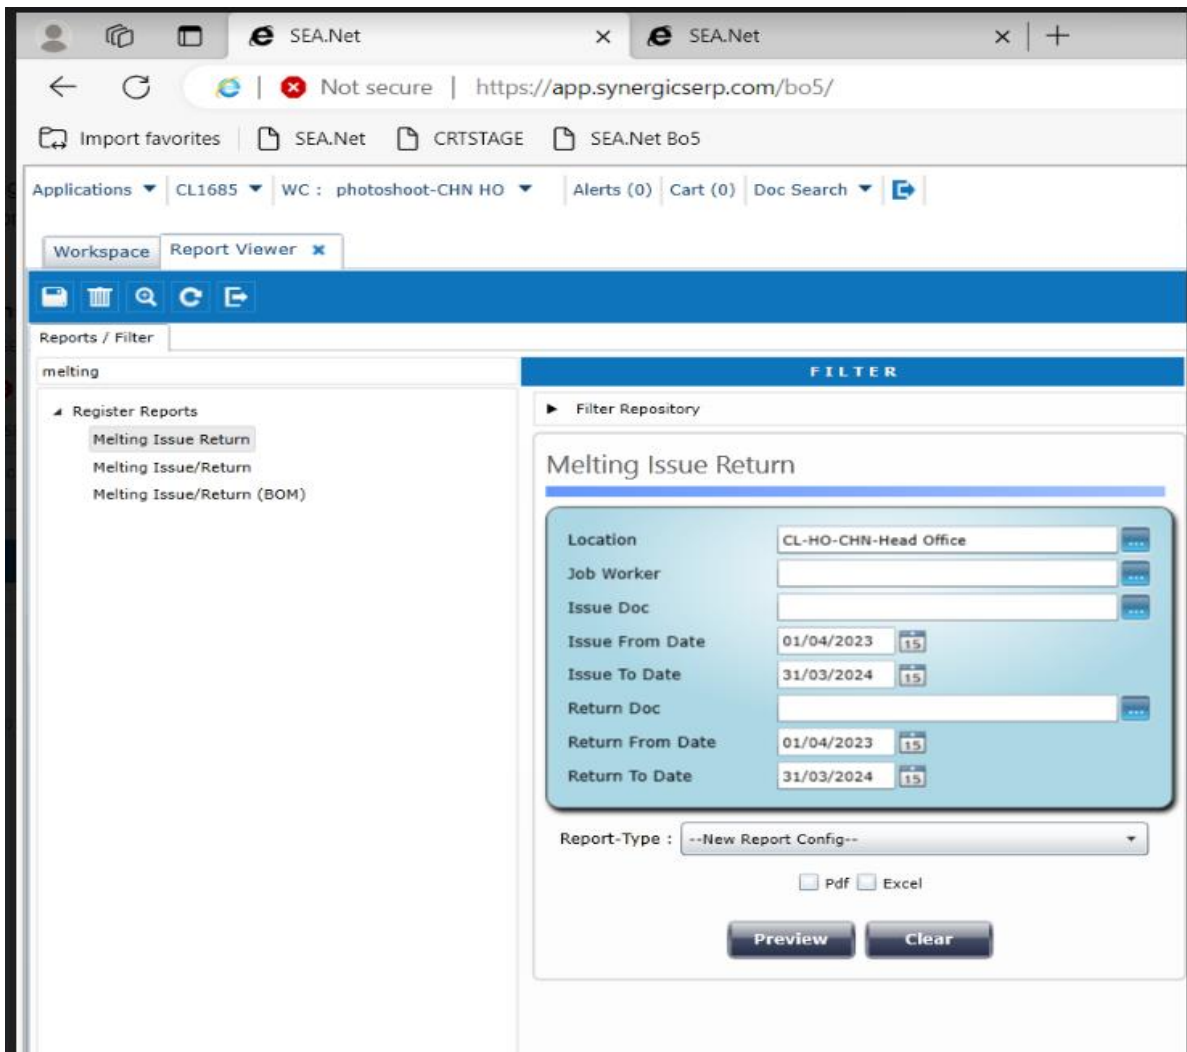 SEA.Net SEA.Net
Not secure | https://app.synergicserp.com/bo5/
Import favorites SEA.Net CRTSTAGE SEA.Net Bo5
Applications CL1685 WC : photoshoot-CHN HO Alerts (0) Cart (0) Doc Search
Workspace Report Viewer
Reports / Filter
melting
FILTER
Register Reports
Melting Issue Return
Melting Issue/Return
Melting Issue/Return (BOM)
Filter Repository
Melting Issue Return
Location CL-HO-CHN-Head Office ...
Job Worker ...
Issue Doc ...
Issue From Date 01/04/2023 15
Issue To Date 31/03/2024 15
Return Doc ...
Return From Date 01/04/2023 15
Return To Date 31/03/2024 15
Report-Type : --New Report Config--
Pdf Excel
Preview Clear